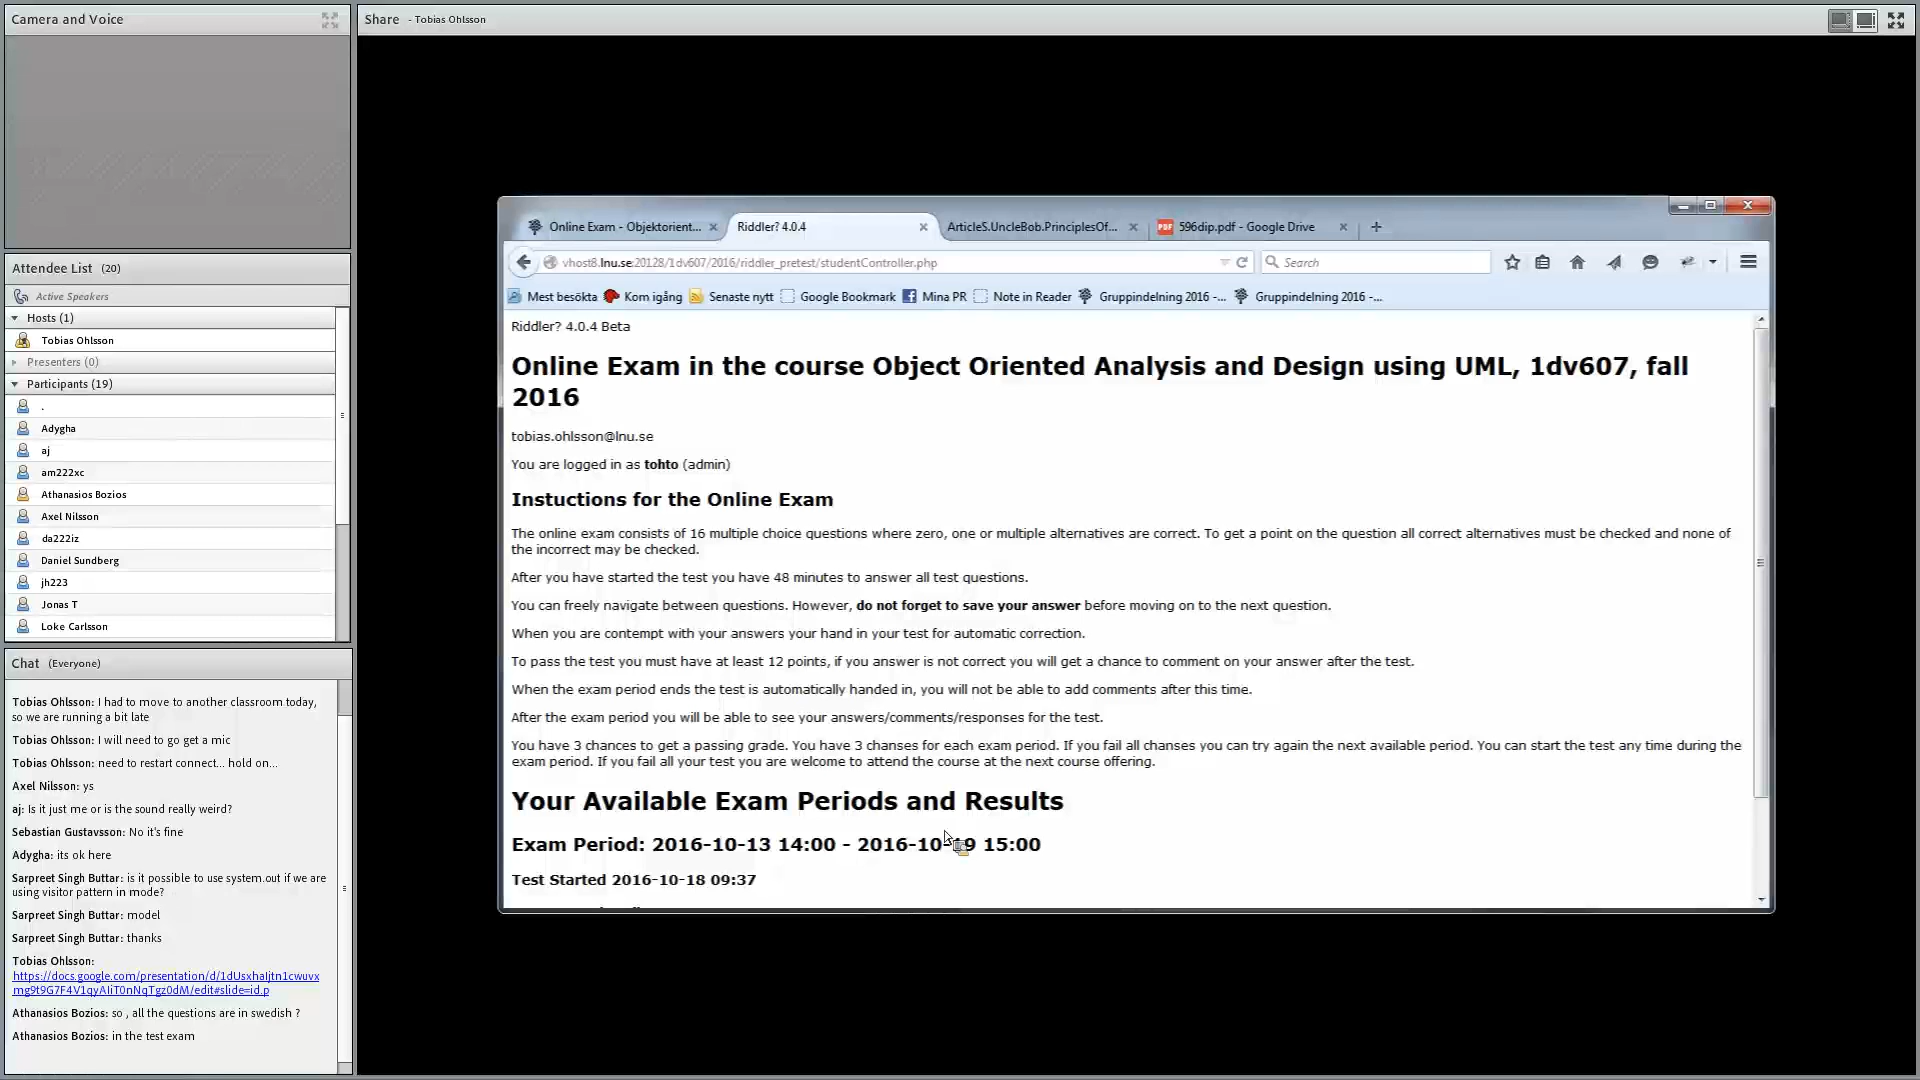 Camera and Voice
Attendee List (20)
Active Speakers
Hosts (1)
Tobias Ohlsson
Presenters (0)
Participants (19)
.
Adygha
aj
am222xc
Athanasios Bozios
Axel Nilsson
da222iz
Daniel Sundberg
jh223
Jonas T
Loke Carlsson
Chat (Everyone)
Tobias Ohlsson: I had to move to another classroom today,
so we are running a bit late
Tobias Ohlsson: I will need to go get a mic
Tobias Ohlsson: need to restart connect... hold on...
Axel Nilsson: ys
aj: Is it just me or is the sound really weird?
Sebastian Gustavsson: No it's fine
Adygha: its ok here
Sarpreet Singh Buttar: is it possible to use system.out if we are
using visitor pattern in mode?
Sarpreet Singh Buttar: model
Sarpreet Singh Buttar: thanks
Tobias Ohlsson:
https://docs.google.com/presentation/d/1dUsxhaIjtn1cwuvx
mg9t9G7F4V1qyAIiT0nNqTgz0dM/edit#slide=id.p
Athanasios Bozios: so , all the questions are in swedish ?
Athanasios Bozios: in the test exam
Share - Tobias Ohlsson
Online Exam - Objektorient...
Riddler? 4.0.4
ArticleS.UncleBob.PrinciplesOf...
PDF 596dip.pdf - Google Drive
vhost8.lnu.se:20128/1dv607/2016/riddler_pretest/studentController.php
Search
Mest besökta Kom igång Senaste nytt Google Bookmark Mina PR Note in Reader Gruppindelning 2016 -... Gruppindelning 2016 -...
Riddler? 4.0.4 Beta
Online Exam in the course Object Oriented Analysis and Design using UML, 1dv607, fall
2016
tobias.ohlsson@lnu.se
You are logged in as tohto (admin)
Instuctions for the Online Exam
The online exam consists of 16 multiple choice questions where zero, one or multiple alternatives are correct. To get a point on the question all correct alternatives must be checked and none of
the incorrect may be checked.
After you have started the test you have 48 minutes to answer all test questions.
You can freely navigate between questions. However, do not forget to save your answer before moving on to the next question.
When you are contempt with your answers your hand in your test for automatic correction.
To pass the test you must have at least 12 points, if you answer is not correct you will get a chance to comment on your answer after the test.
When the exam period ends the test is automatically handed in, you will not be able to add comments after this time.
After the exam period you will be able to see your answers/comments/responses for the test.
You have 3 chances to get a passing grade. You have 3 chanses for each exam period. If you fail all chanses you can try again the next available period. You can start the test any time during the
exam period. If you fail all your test you are welcome to attend the course at the next course offering.
Your Available Exam Periods and Results
Exam Period: 2016-10-13 14:00 - 2016-10-19 15:00
Test Started 2016-10-18 09:37